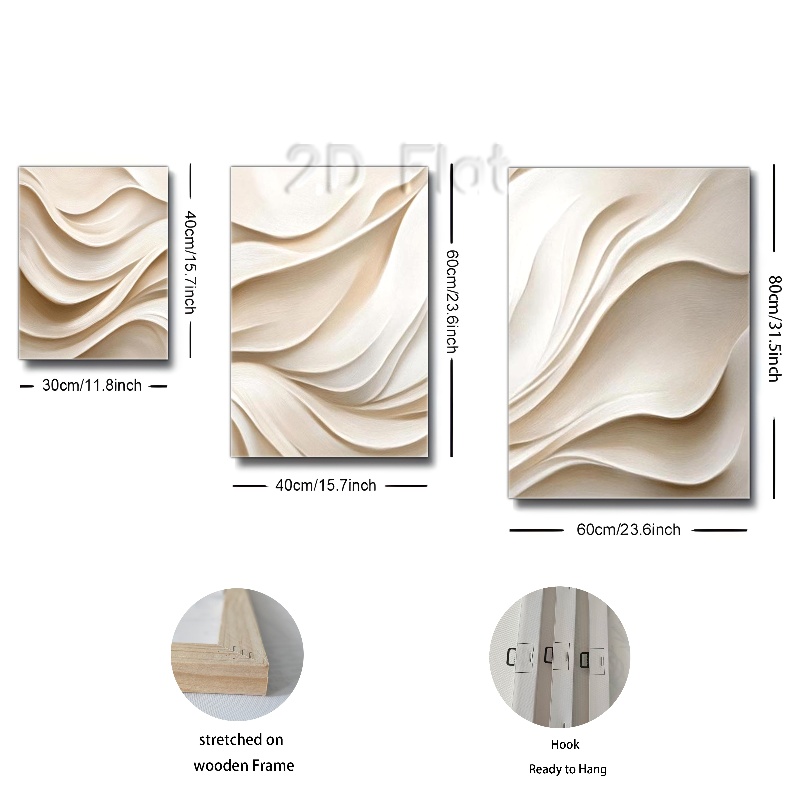 2D Flat
40cm/15.7inch
60cm/23.6inch
80cm/31.5inch
30cm/11.8inch
40cm/15.7inch
60cm/23.6inch
stretched on
wooden Frame
Hook
Ready to Hang